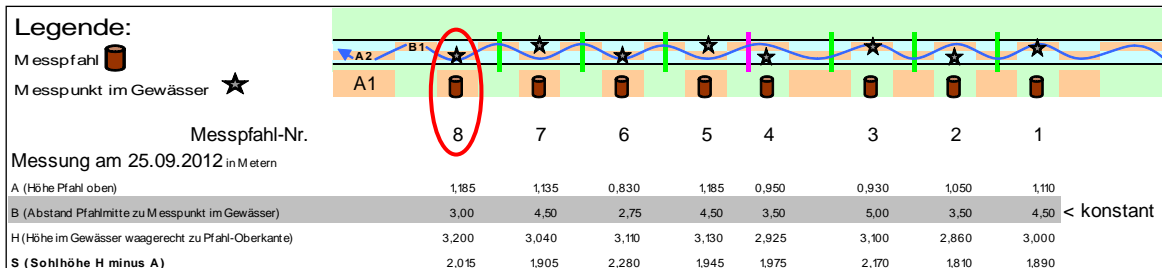 Legende:
Messpfahl
Messpunkt im Gewässer
A2 B1
A1
Messpfahl-Nr. 8 7 6 5 4 3 2 1
Messung am 25.09.2012 in Metern
A (Höhe Pfahl oben) 1,185 1,135 0,830 1,185 0,950 0,930 1,050 1,110
B (Abstand Pfahlmitte zu Messpunkt im Gewässer) 3,00 4,50 2,75 4,50 3,50 5,00 3,50 4,50 < konstant
H (Höhe im Gewässer waagerecht zu Pfahl-Oberkante) 3,200 3,040 3,110 3,130 2,925 3,100 2,860 3,000
S (Sohlhöhe H minus A) 2,015 1,905 2,280 1,945 1,975 2,170 1,810 1,890